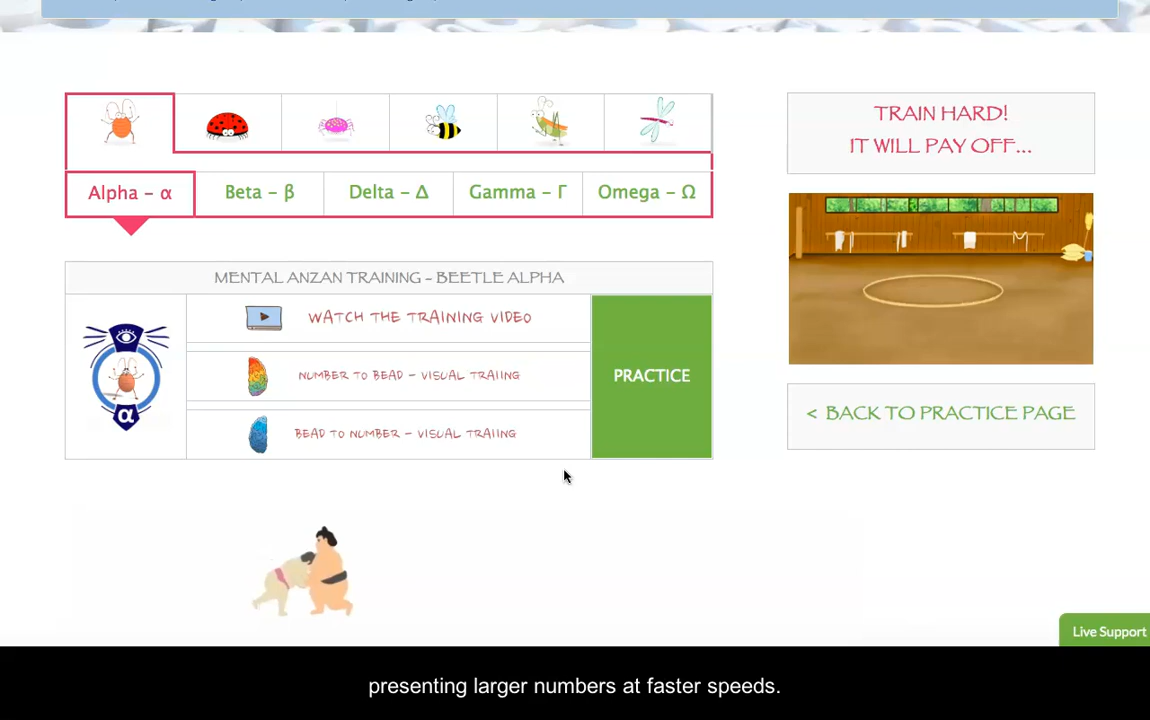 Alpha - α
Beta - β
Delta - Δ
Gamma - Γ
Omega - Ω
MENTAL ANZAN TRAINING - BEETLE ALPHA
α
WATCH THE TRAINING VIDEO
NUMBER TO BEAD - VISUAL TRAIING
BEAD TO NUMBER - VISUAL TRAIING
PRACTICE
TRAIN HARD!
IT WILL PAY OFF...
< BACK TO PRACTICE PAGE
Live Support
presenting larger numbers at faster speeds.